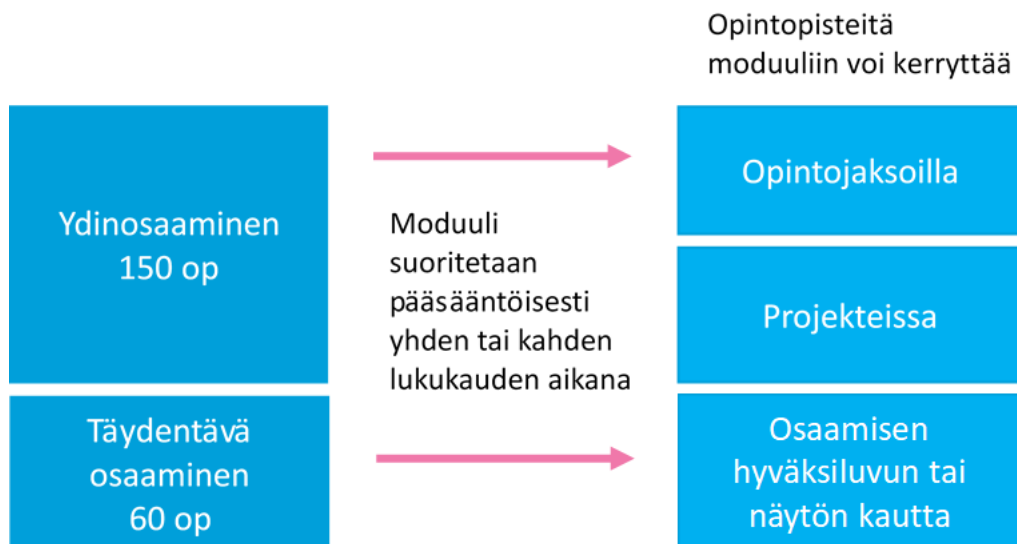 Opintopisteitä
moduuliin voi kerryttää
Ydinosaaminen
150 op
Täydentävä
osaaminen
60 op
Moduuli
suoritetaan
pääsääntöisesti
yhden tai kahden
lukukauden aikana
Opintojaksoilla
Projekteissa
Osaamisen
hyväksiluvun tai
näytön kautta